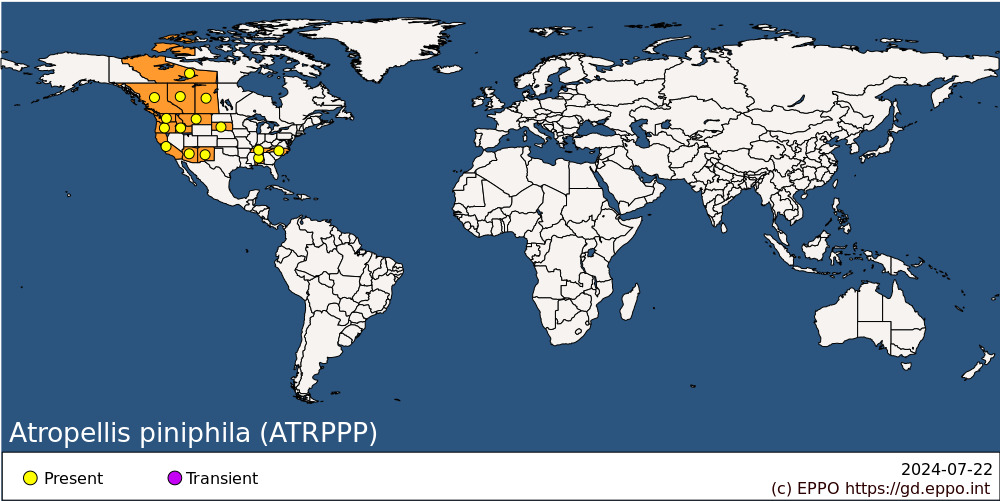 Atropellis piniphila (ATRPPP)
Present
Transient
2024-07-22
(c) EPPO https://gd.eppo.int